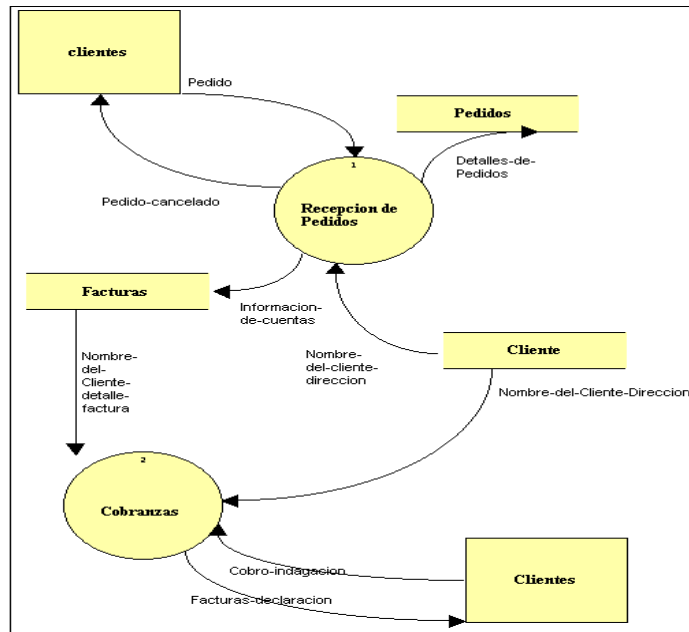 clientes
Pedido
Pedidos
Detalles-de-
Pedidos
1
Pedido-cancelado
Recepcion de
Pedidos
Facturas
Informacion-
de-cuentas
Nombre-
del-cliente-
direccion
Cliente
Nombre-del-Cliente-Direccion
Nombre-
del-
Cliente-
detalle-
factura
2
Cobranzas
Cobro-indagacion
Clientes
Facturas-declaracion